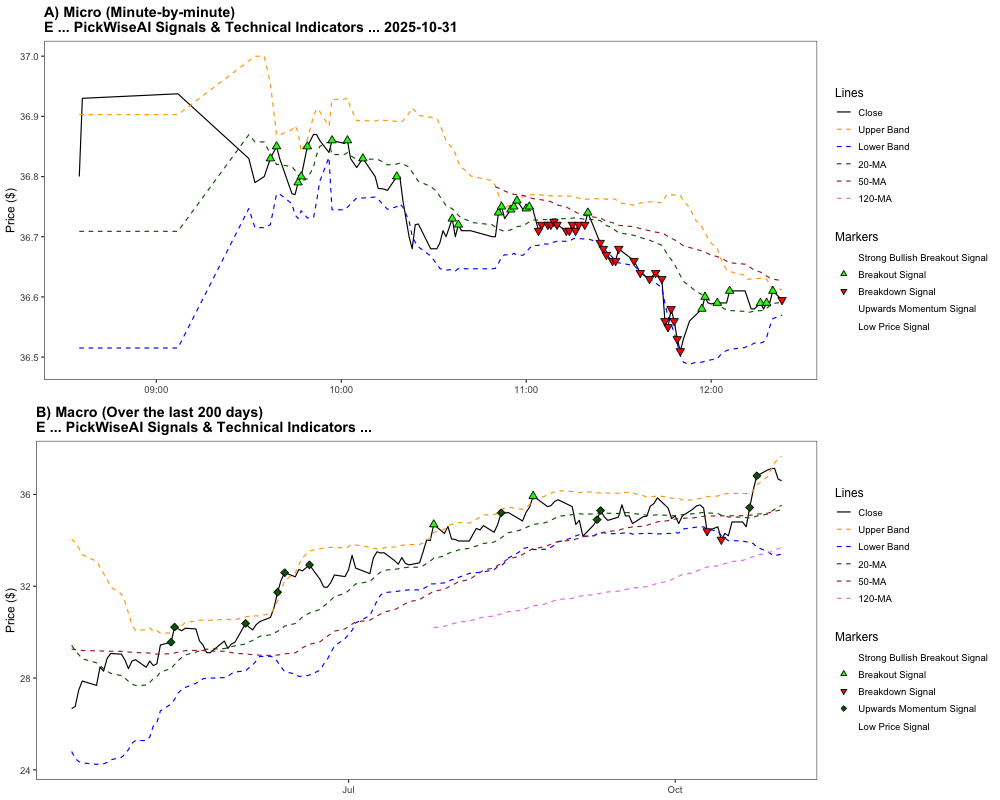 A) Micro (Minute-by-minute)
E ... PickWiseAI Signals & Technical Indicators ... 2025-10-31
37.0
36.9
36.8
36.7
36.6
36.5
Price ($)
09:00
10:00
11:00
12:00
Lines
Close
Upper Band
Lower Band
20-MA
50-MA
120-MA
Markers
Strong Bullish Breakout Signal
Breakout Signal
Breakdown Signal
Upwards Momentum Signal
Low Price Signal
B) Macro (Over the last 200 days)
E ... PickWiseAI Signals & Technical Indicators ...
36
32
28
24
Price ($)
Jul
Oct
Lines
Close
Upper Band
Lower Band
20-MA
50-MA
120-MA
Markers
Strong Bullish Breakout Signal
Breakout Signal
Breakdown Signal
Upwards Momentum Signal
Low Price Signal